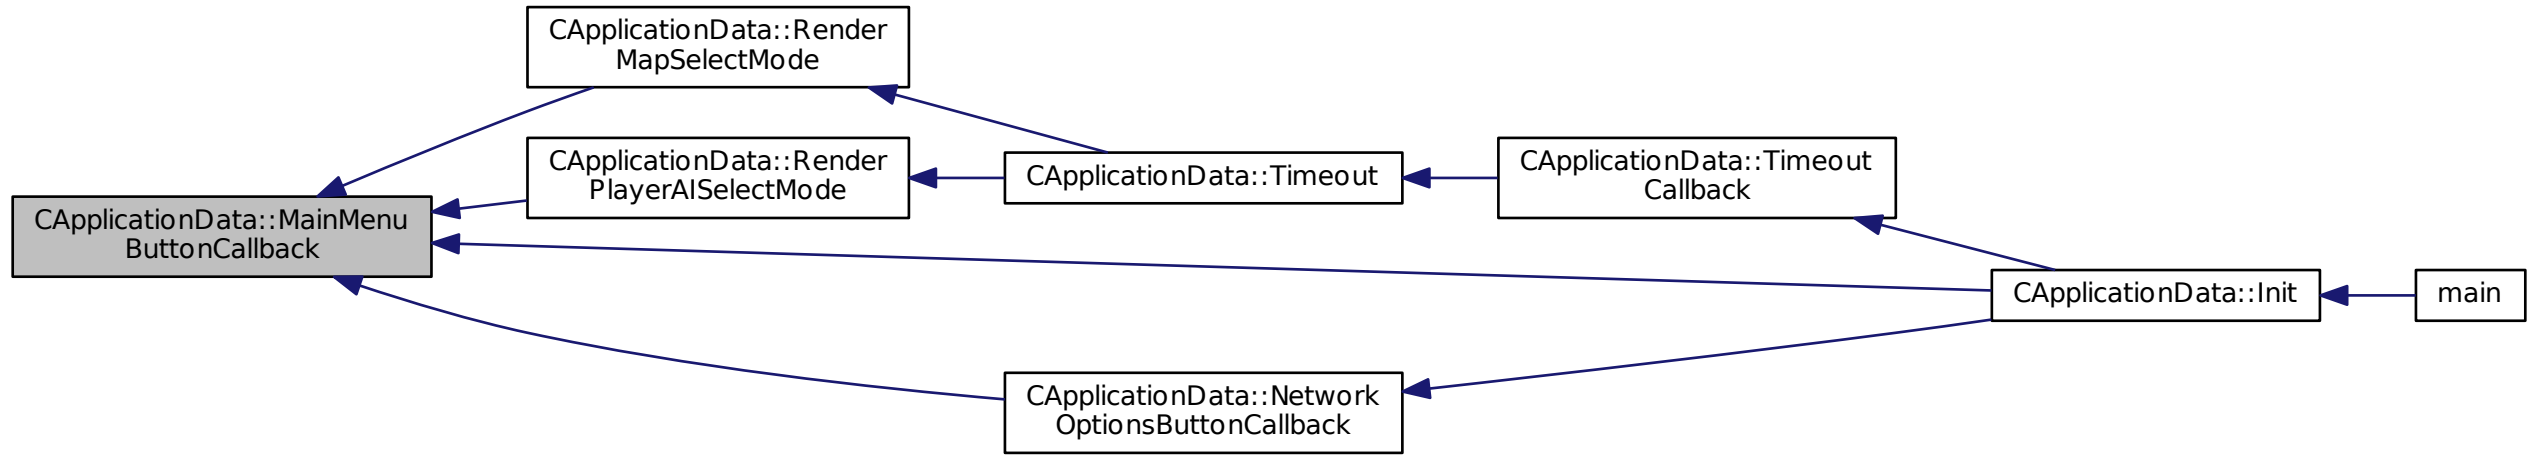 CApplicationData::Render
MapSelectMode
CApplicationData::Render
PlayerAISelectMode
CApplicationData::Timeout
CApplicationData::Timeout
Callback
CApplicationData::MainMenu
ButtonCallback
CApplicationData::Init
main
CApplicationData::Network
OptionsButtonCallback